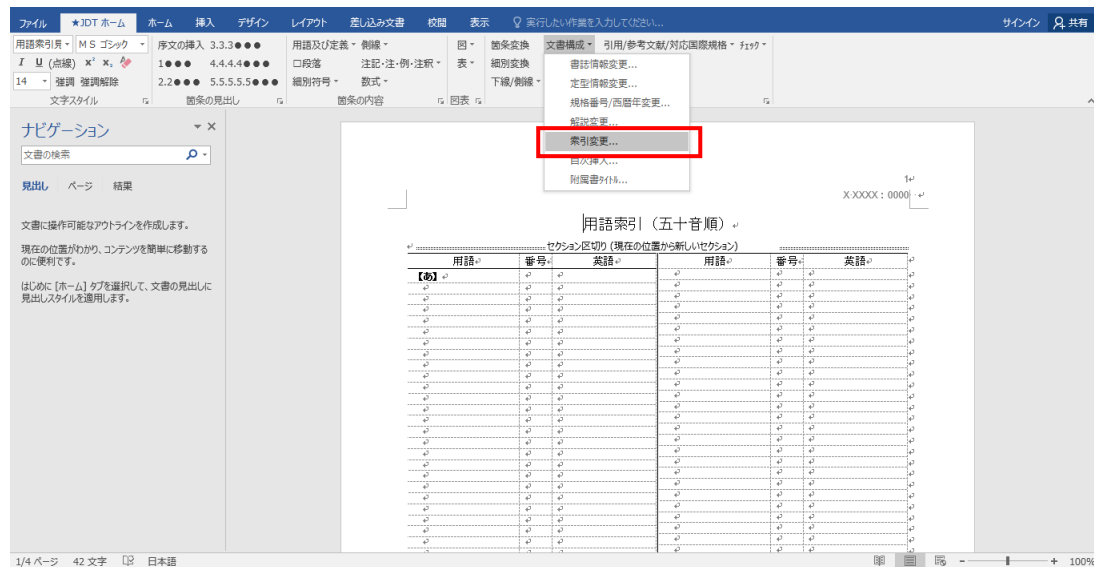 ファイル ★JDT ホーム ホーム 挿入 デザイン レイアウト 差し込み文書 校閲 表示 実行したい作業を入力してください... サインイン 共有
用語索引見 ＭＳ ゴシック 序文の挿入 3.3.3●●● 用語及び定義 側線 図 箇条変換 文書構成 引用/参考文献/対応国際規格 ﾁｪｯｸ
I U (点線) x² x₂ 1●●● 4.4.4.4●●● 口段落 注記・注・例・注釈 表 細別変換
14 強調 強調解除 2.2●●● 5.5.5.5.5●●● 細別符号 数式 下線/側線
文字スタイル 箇条の見出し 箇条の内容 図表
書誌情報変更...
定型情報変更...
規格番号/西暦年変更...
解説変更...
索引変更...
目次挿入...
附属書ﾀｲﾄﾙ...
ナビゲーション
文書の検索
見出し ページ 結果
文書に操作可能なアウトラインを作成します。
現在の位置がわかり、コンテンツを簡単に移動する
のに便利です。
はじめに [ホーム] タブを選択して、文書の見出しに
見出しスタイルを適用します。
1
X XXXX：0000
用語索引（五十音順）
セクション区切り (現在の位置から新しいセクション)
用語 番号 英語 用語 番号 英語
【あ】
1/4 ページ 42 文字 日本語 - + 100%